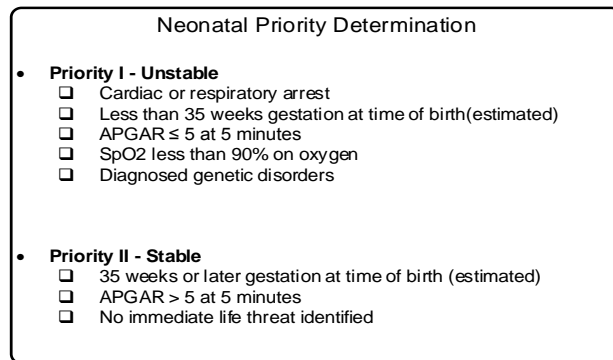 Neonatal Priority Determination
• Priority I - Unstable
❑ Cardiac or respiratory arrest
❑ Less than 35 weeks gestation at time of birth(estimated)
❑ APGAR ≤ 5 at 5 minutes
❑ SpO2 less than 90% on oxygen
❑ Diagnosed genetic disorders
• Priority II - Stable
❑ 35 weeks or later gestation at time of birth (estimated)
❑ APGAR > 5 at 5 minutes
❑ No immediate life threat identified